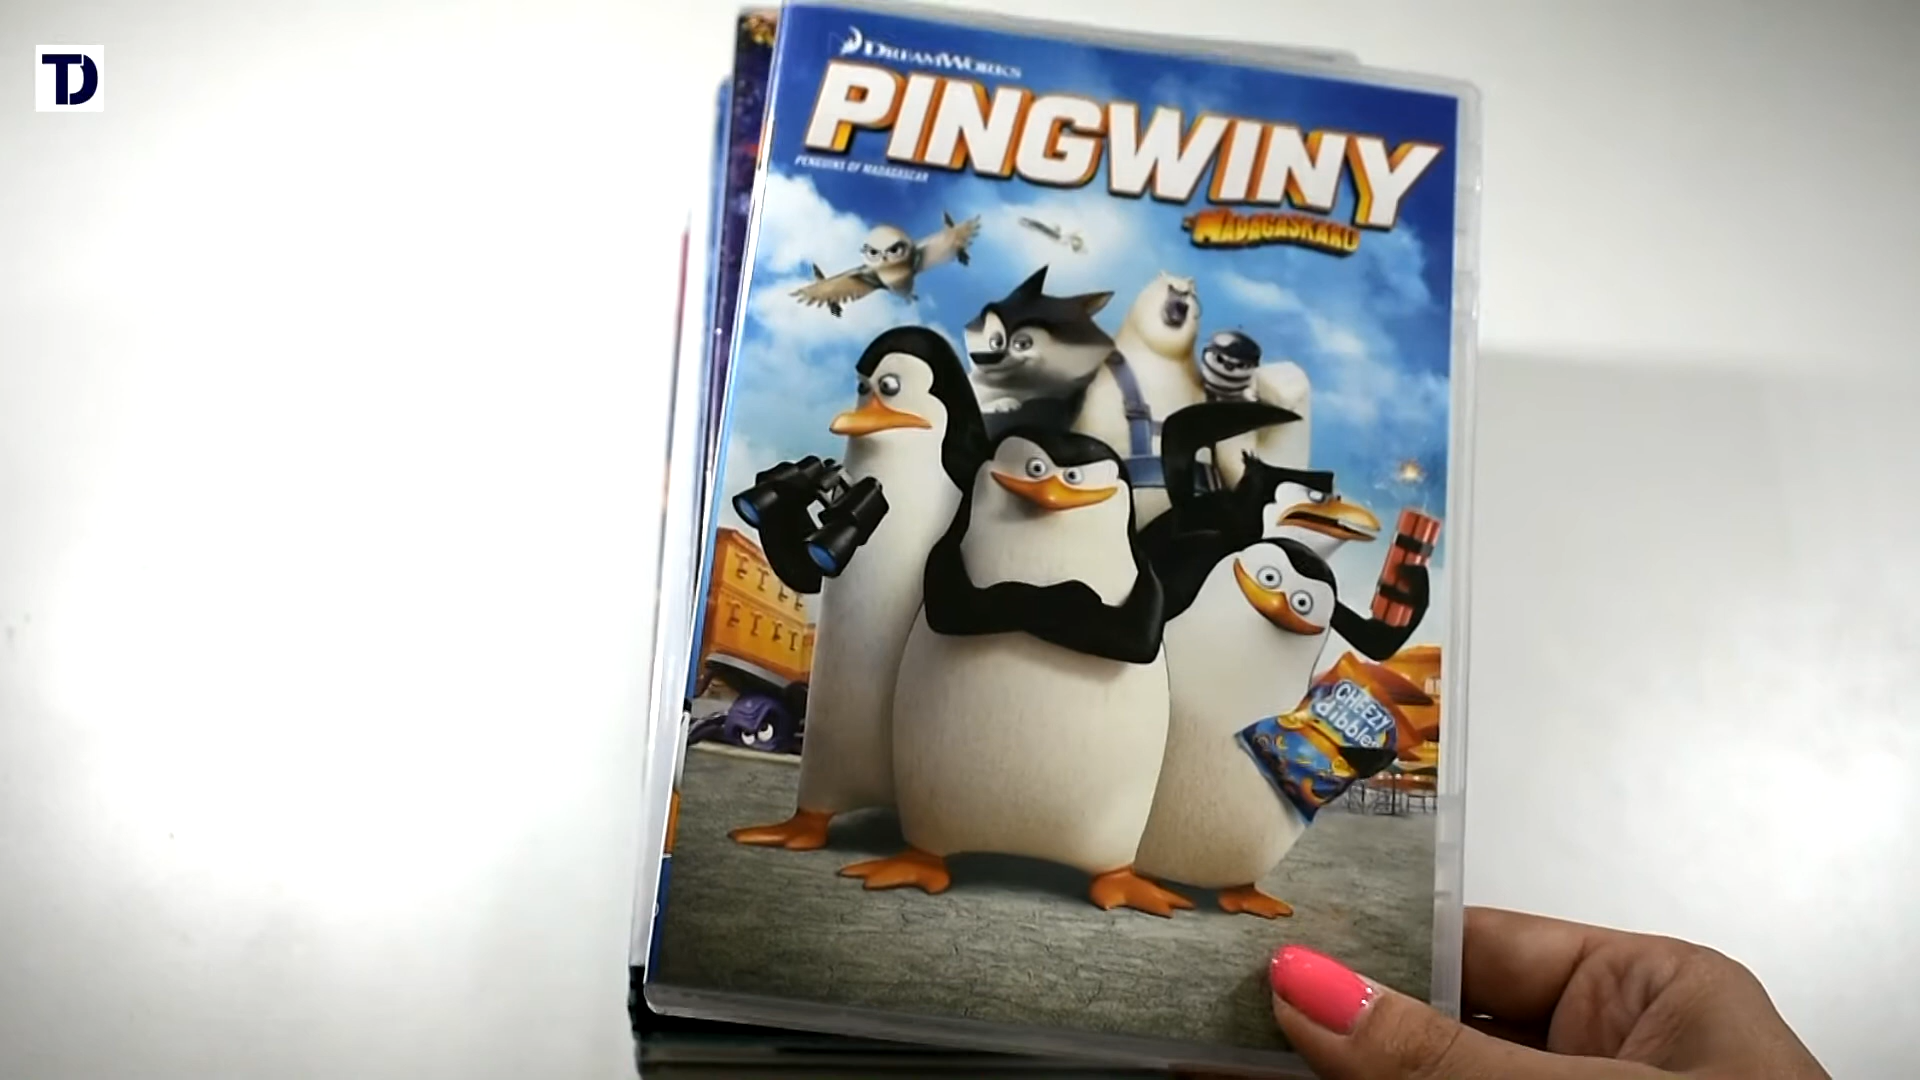 TD
DREAMWORKS
PINGWINY
PENGUINS OF MADAGASCAR
Z MADAGASKARU
CHEEZY
dibbles